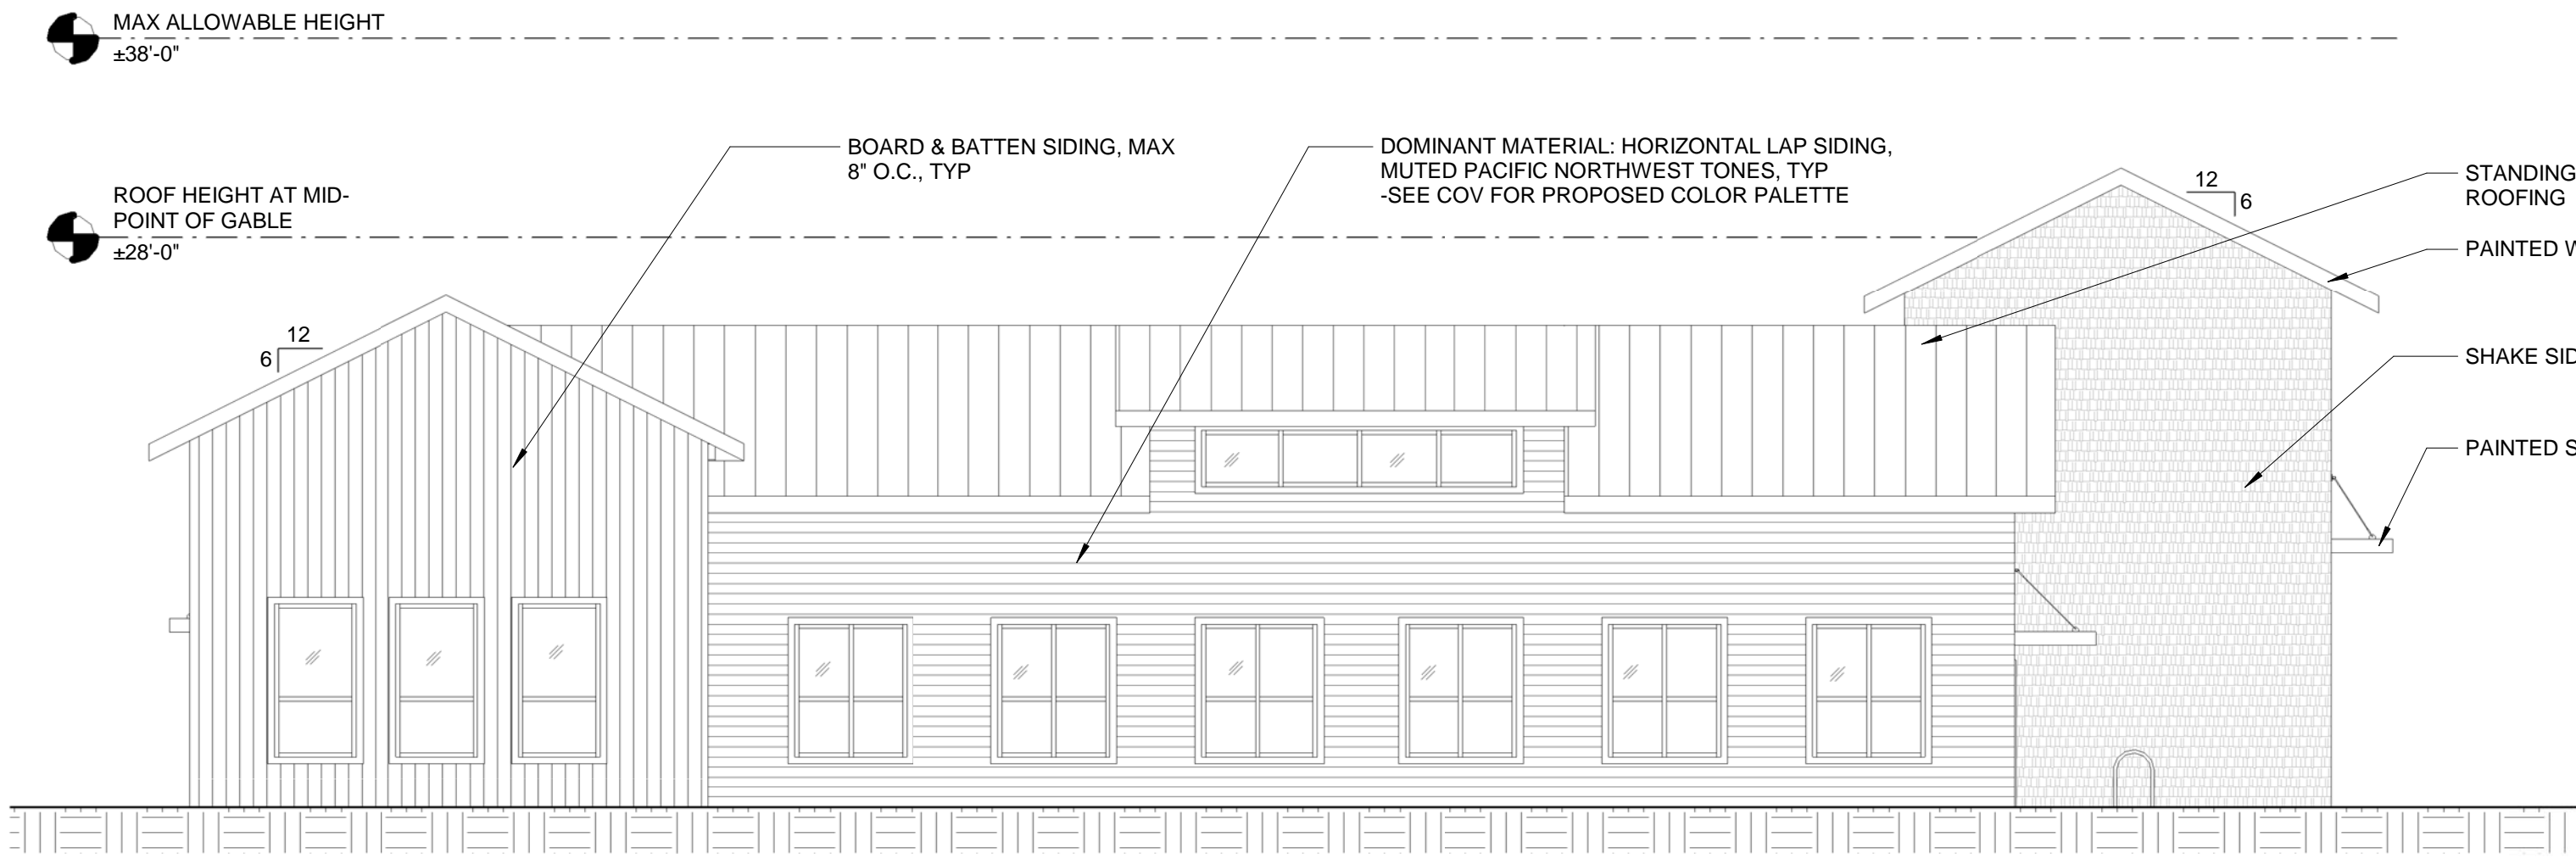 MAX ALLOWABLE HEIGHT
±38'-0"
BOARD & BATTEN SIDING, MAX
8" O.C., TYP
DOMINANT MATERIAL: HORIZONTAL LAP SIDING,
MUTED PACIFIC NORTHWEST TONES, TYP
-SEE COV FOR PROPOSED COLOR PALETTE
STANDING
ROOFING
12
6
ROOF HEIGHT AT MID-
POINT OF GABLE
±28'-0"
PAINTED
12
6
SHAKE
PAINTED